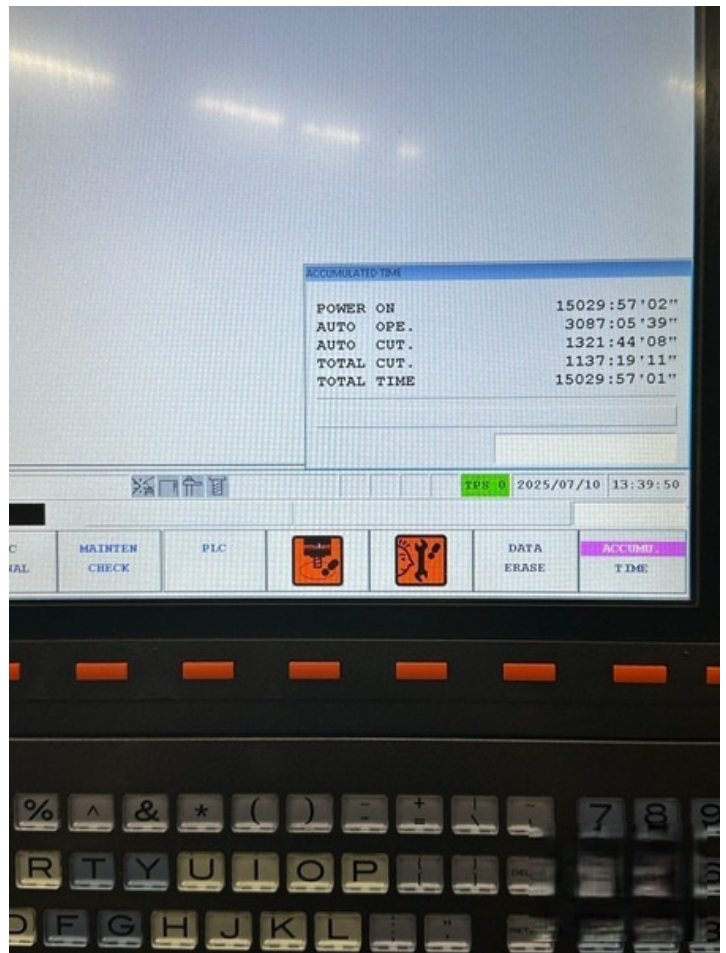 ACCUMULATED TIME
POWER ON 15029:57'02"
AUTO OPE. 3087:05'39"
AUTO CUT. 1321:44'08"
TOTAL CUT. 1137:19'11"
TOTAL TIME 15029:57'01"
TPS 0 2025/07/10 13:39:50
MAINTEN CHECK
PLC
DATA ERASE
ACCUMU. TIME
% ^ & * ( ) - + = | \ 7 8 9
R T Y U I O P { [ } ] DEL
D F G H J K L : ; " '